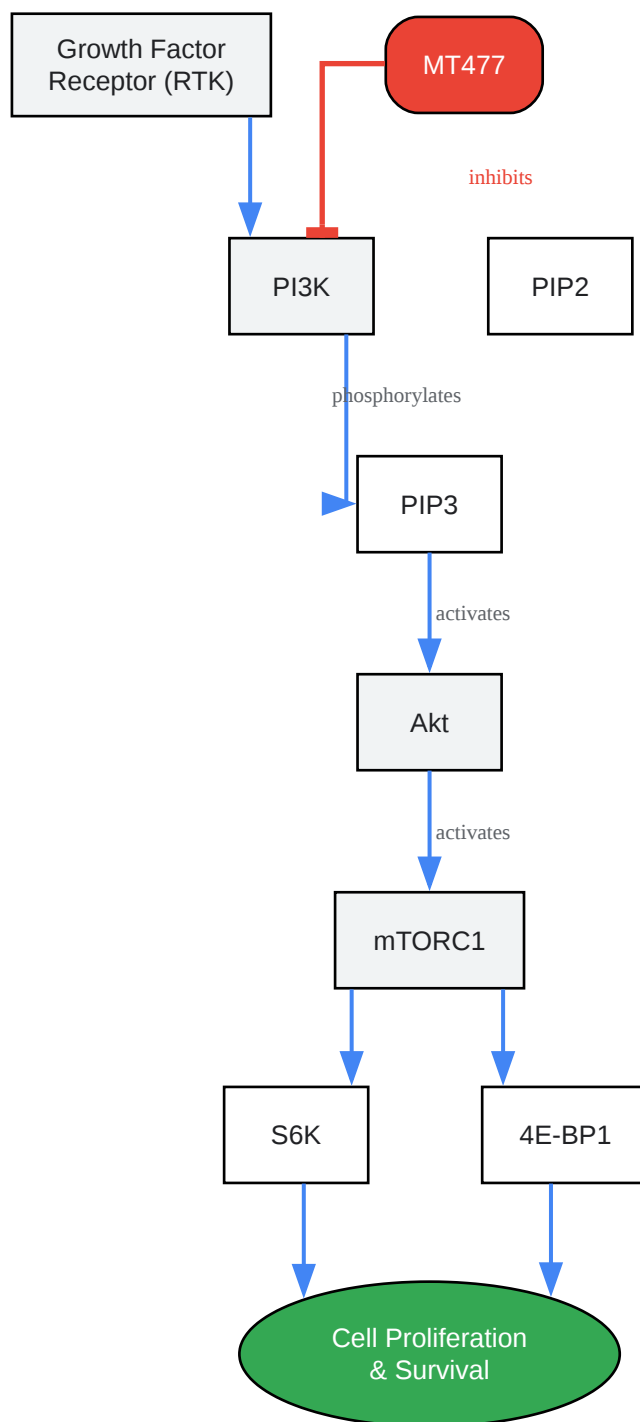 Growth Factor
Receptor (RTK)
MT477
inhibits
PI3K
PIP2
phosphorylates
PIP3
activates
Akt
activates
mTORC1
S6K
4E-BP1
Cell Proliferation
& Survival